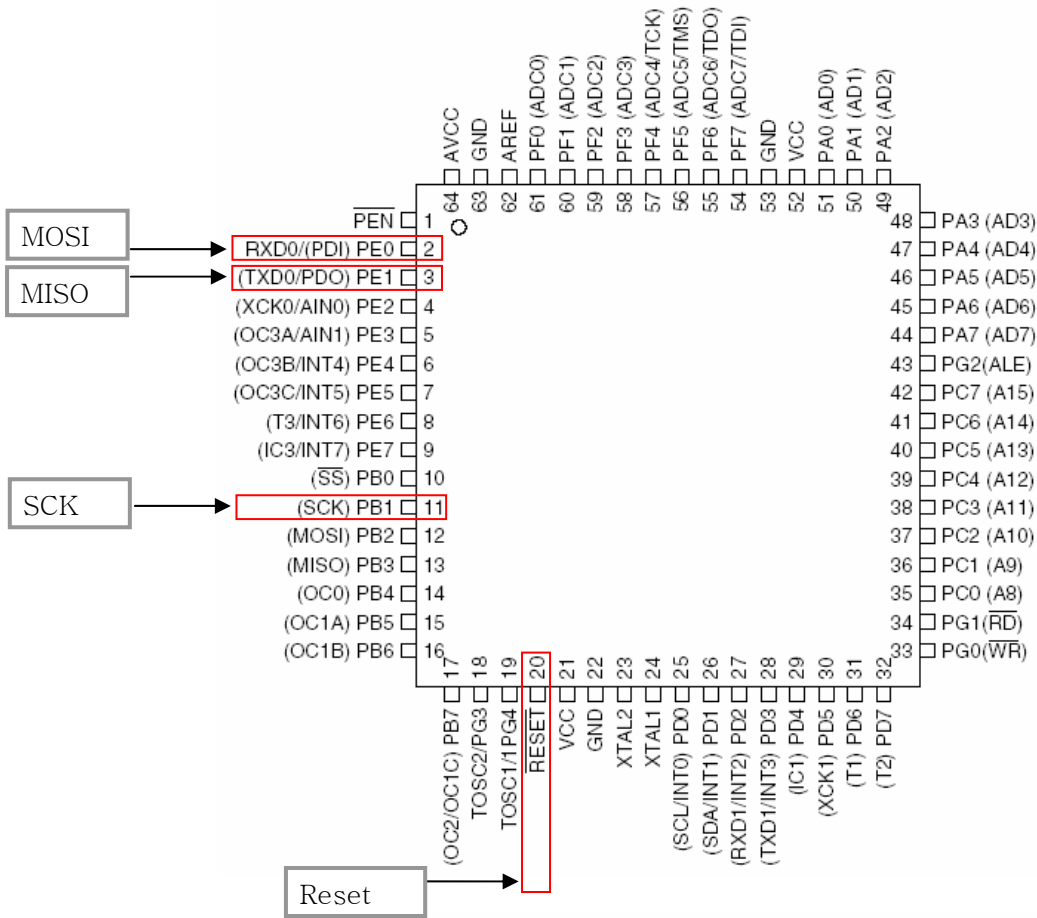 AVCC
GND
AREF
PF0 (ADC0)
PF1 (ADC1)
PF2 (ADC2)
PF3 (ADC3)
PF4 (ADC4/TCK)
PF5 (ADC5/TMS)
PF6 (ADC6/TDO)
PF7 (ADC7/TDI)
GND
VCC
PA0 (AD0)
PA1 (AD1)
PA2 (AD2)
64 63 62 61 60 59 58 57 56 55 54 53 52 51 50 49
MOSI
MISO
SCK
PEN 1
RXD0/(PDI) PE0 2
(TXD0/PDO) PE1 3
(XCK0/AIN0) PE2 4
(OC3A/AIN1) PE3 5
(OC3B/INT4) PE4 6
(OC3C/INT5) PE5 7
(T3/INT6) PE6 8
(IC3/INT7) PE7 9
(SS) PB0 10
(SCK) PB1 11
(MOSI) PB2 12
(MISO) PB3 13
(OC0) PB4 14
(OC1A) PB5 15
(OC1B) PB6 16
48 PA3 (AD3)
47 PA4 (AD4)
46 PA5 (AD5)
45 PA6 (AD6)
44 PA7 (AD7)
43 PG2(ALE)
42 PC7 (A15)
41 PC6 (A14)
40 PC5 (A13)
39 PC4 (A12)
38 PC3 (A11)
37 PC2 (A10)
36 PC1 (A9)
35 PC0 (A8)
34 PG1(RD)
33 PG0(WR)
17 18 19 20 21 22 23 24 25 26 27 28 29 30 31 32
(OC2/OC1C) PB7
TOSC2/PG3
TOSC1/1PG4
RESET
VCC
GND
XTAL2
XTAL1
(SCL/INT0) PD0
(SDA/INT1) PD1
(RXD1/INT2) PD2
(TXD1/INT3) PD3
(IC1) PD4
(XCK1) PD5
(T1) PD6
(T2) PD7
Reset